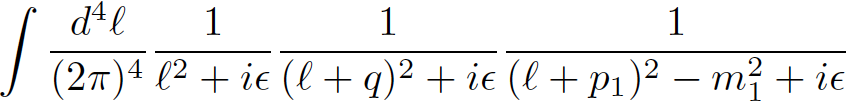 ∫ d⁴ℓ/(2π)⁴ 1/(ℓ² + iϵ) 1/((ℓ + q)² + iϵ) 1/((ℓ + p₁)² − m₁² + iϵ)